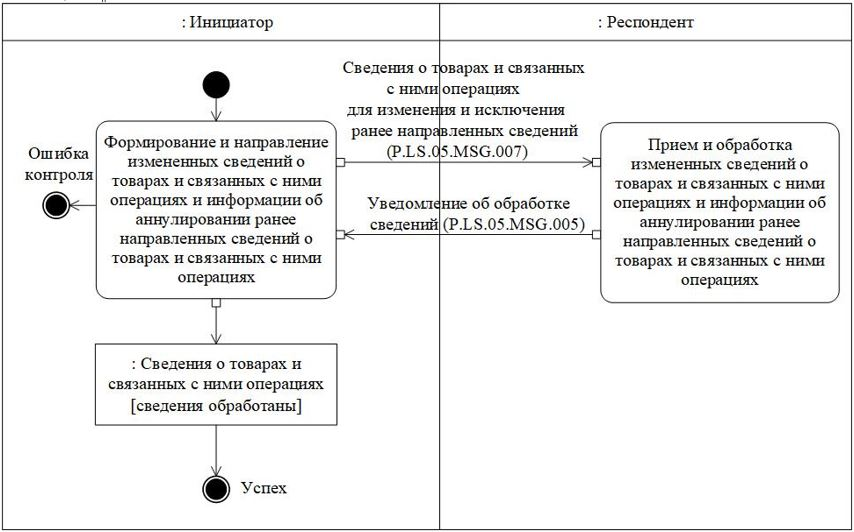 : Инициатор
: Респондент
Сведения о товарах и связанных
с ними операциях
для изменения и исключения
ранее направленных сведений
(P.LS.05.MSG.007)
Ошибка
контроля
Формирование и направление
измененных сведений о
товарах и связанных с ними
операциях и информации об
аннулировании ранее
направленных сведений о
товарах и связанных с ними
операциях
Уведомление об обработке
сведений (P.LS.05.MSG.005)
Прием и обработка
измененных сведений о
товарах и связанных с ними
операциях и информации об
аннулировании ранее
направленных сведений о
товарах и связанных с ними
операциях
: Сведения о товарах и
связанных с ними операциях
[сведения обработаны]
Успех